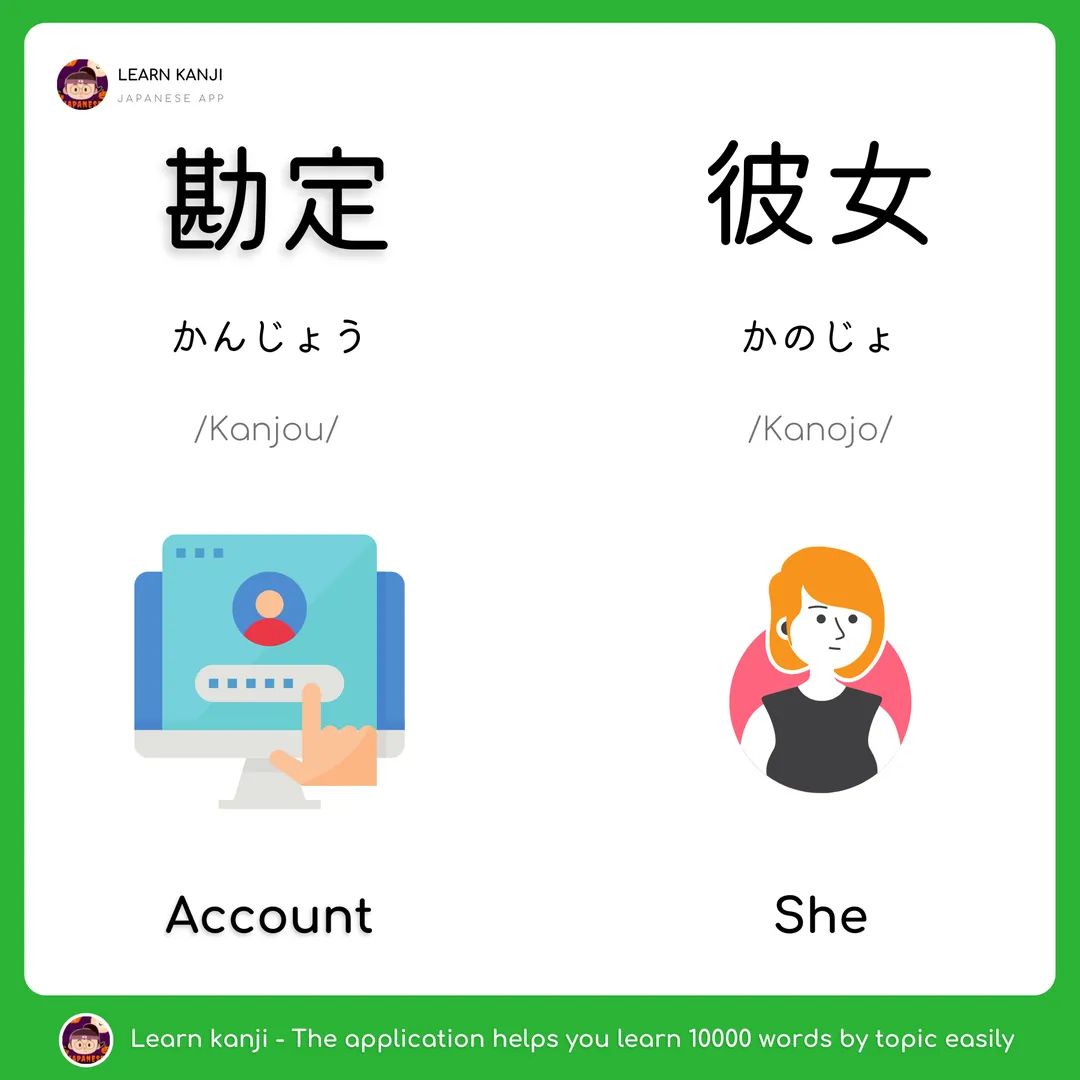 LEARN KANJI
JAPANESE APP
勘定
かんじょう
/Kanjou/
Account
彼女
かのじょ
/Kanojo/
She
JAPANESE
Learn kanji - The application helps you learn 10000 words by topic easily